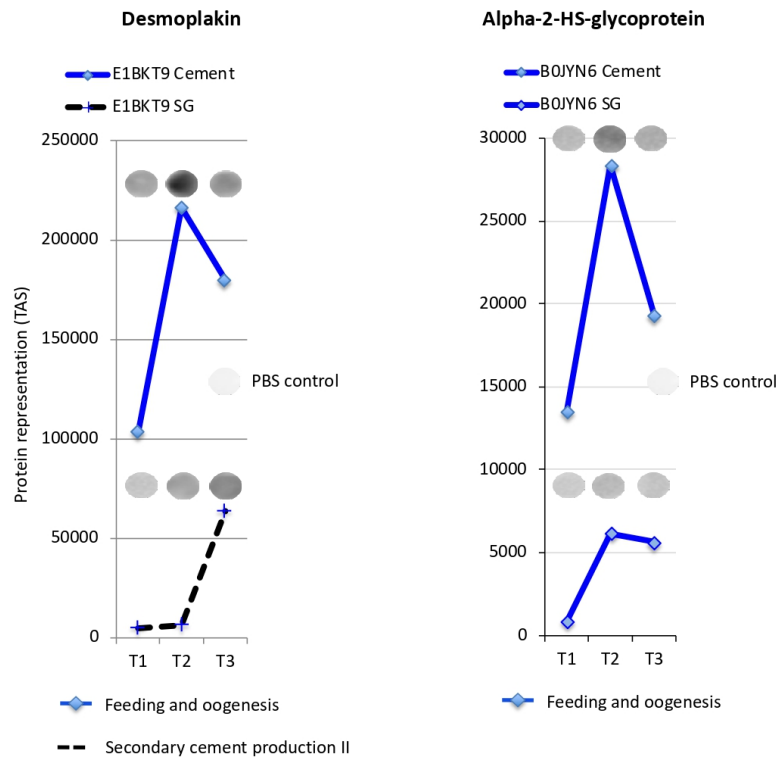 Desmoplakin
E1BKT9 Cement
E1BKT9 SG
250000
200000
150000
100000
50000
0
Protein representation (TAS)
PBS control
T1 T2 T3
Feeding and oogenesis
Secondary cement production II
Alpha-2-HS-glycoprotein
B0JYN6 Cement
B0JYN6 SG
30000
25000
20000
15000
10000
5000
0
PBS control
T1 T2 T3
Feeding and oogenesis